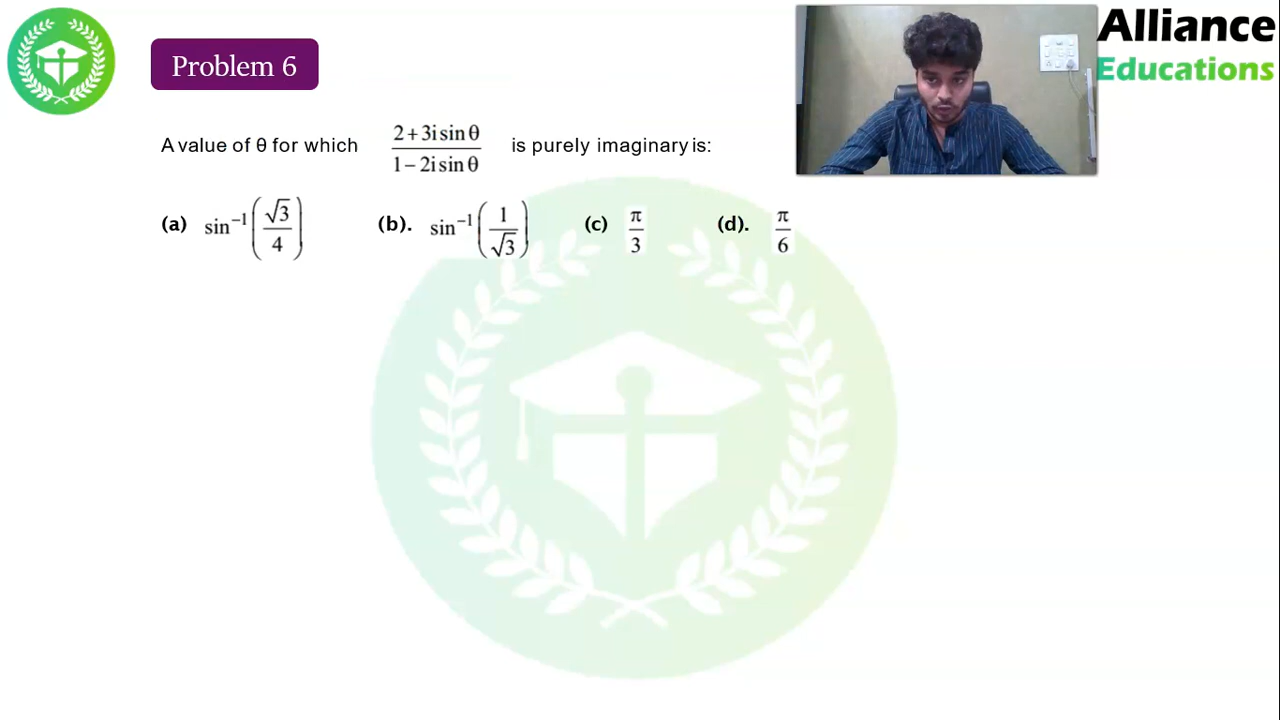 Alliance
Educations
Problem 6
A value of θ for which (2 + 3i sin θ)/(1 − 2i sin θ) is purely imaginary is:
(a) sin⁻¹(√3/4) (b). sin⁻¹(1/√3) (c) π/3 (d). π/6